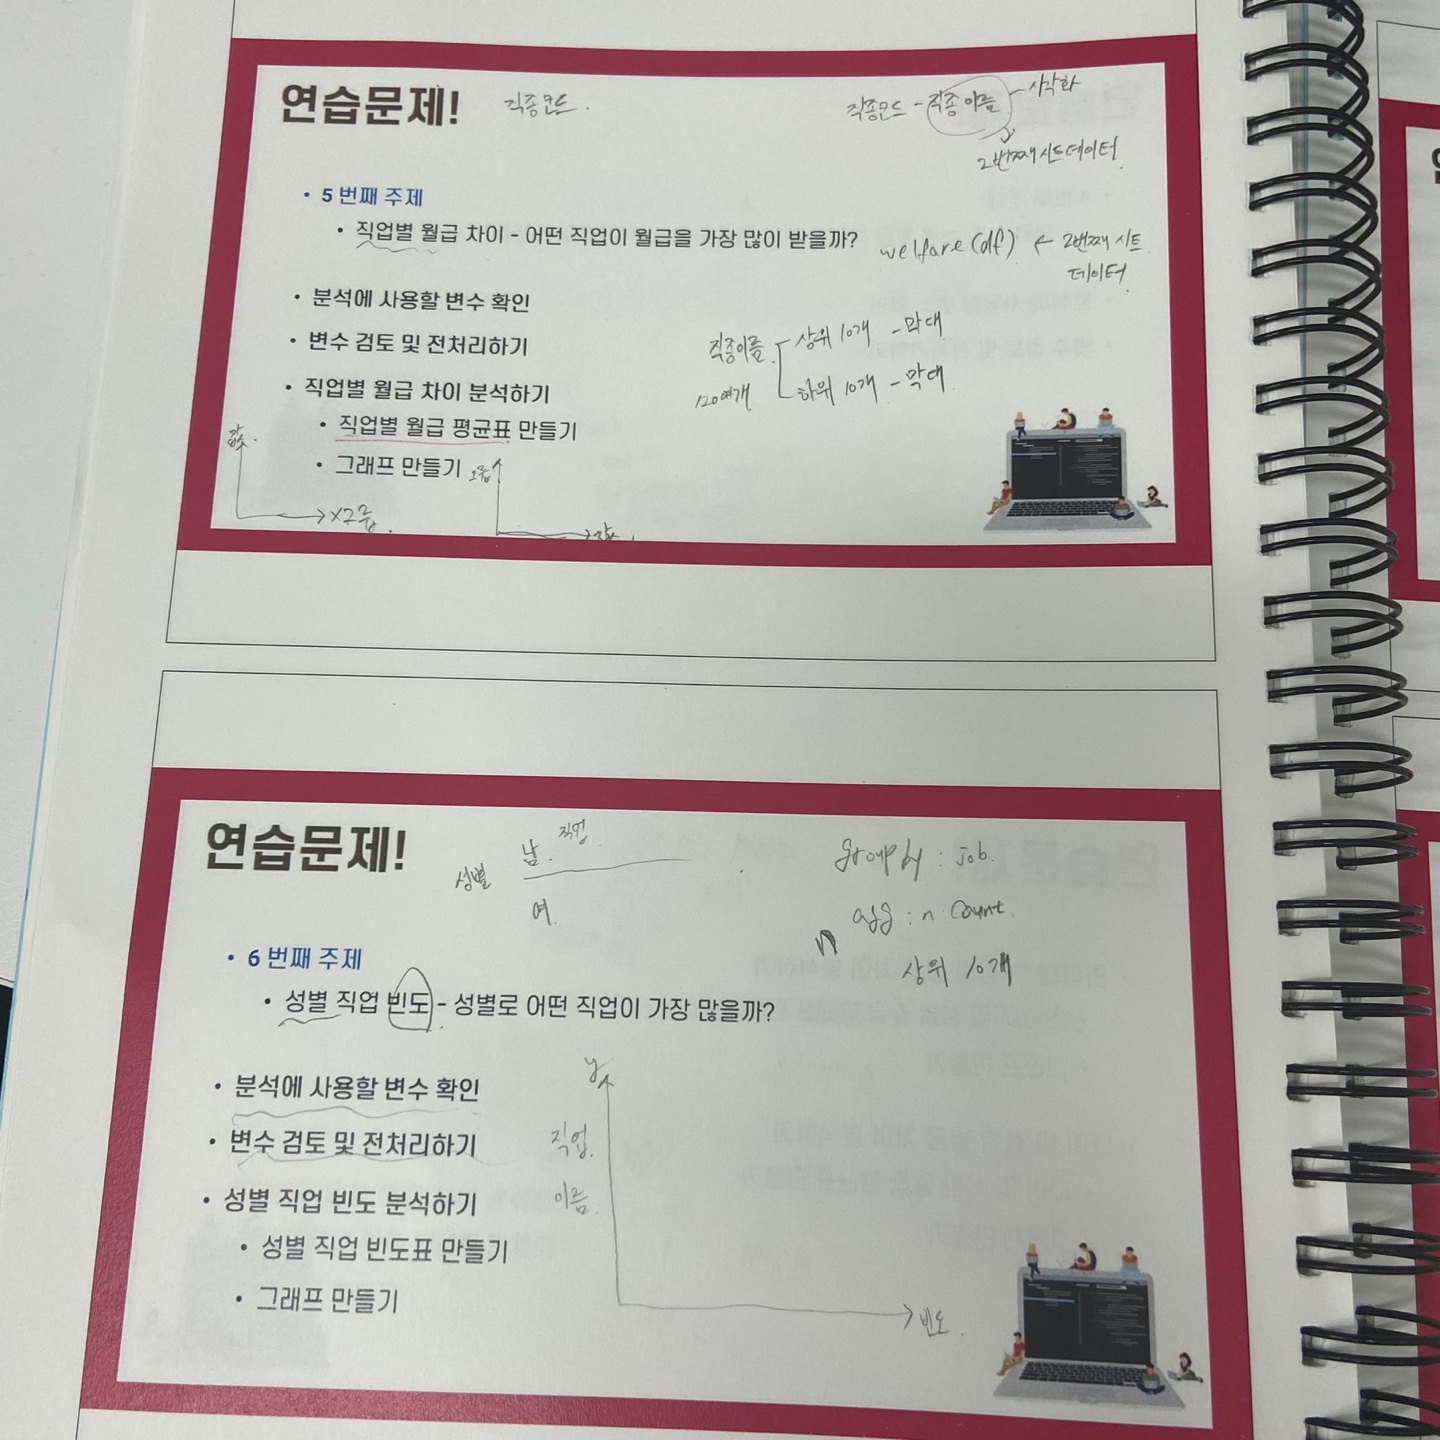 연습문제!
직종코드.
직종코드 - 직종이름 - 시각화
2번째 시트데이터.
• 5 번째 주제
• 직업별 월급 차이 - 어떤 직업이 월급을 가장 많이 받을까?
welfare(df) ← 2번째 시트
데이터.
• 분석에 사용할 변수 확인
• 변수 검토 및 전처리하기
직종이름
상위 10개 - 막대
120여개
하위 10개 - 막대.
• 직업별 월급 차이 분석하기
• 직업별 월급 평균표 만들기
• 그래프 만들기
연습문제!
성별
남.
직업
여.
groupby : job.
agg : n count
상위 10개
• 6 번째 주제
• 성별 직업 빈도 - 성별로 어떤 직업이 가장 많을까?
• 분석에 사용할 변수 확인
• 변수 검토 및 전처리하기
• 성별 직업 빈도 분석하기
• 성별 직업 빈도표 만들기
• 그래프 만들기
y
직업.
이름.
빈도.